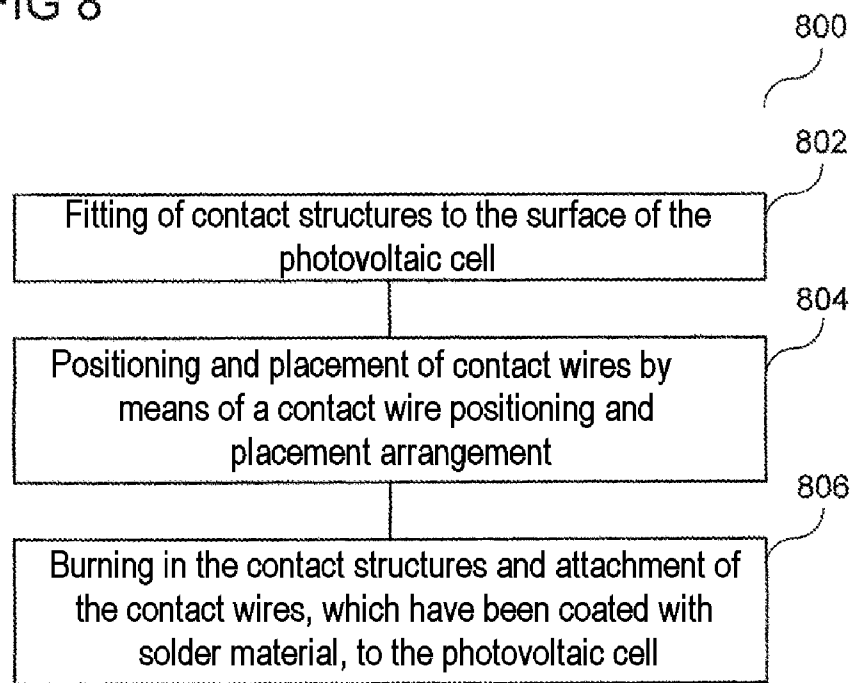 FIG 8
800
802
Fitting of contact structures to the surface of the
photovoltaic cell
804
Positioning and placement of contact wires by
means of a contact wire positioning and
placement arrangement
806
Burning in the contact structures and attachment of
the contact wires, which have been coated with
solder material, to the photovoltaic cell